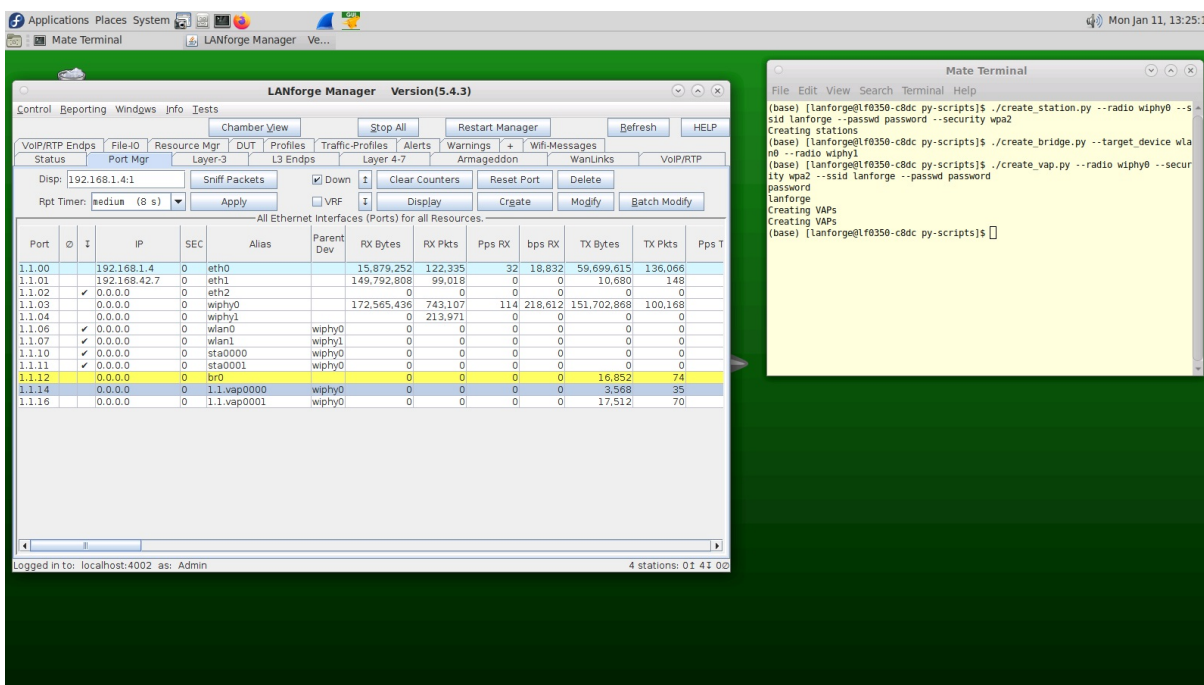 Applications Places System
Mon Jan 11, 13:25:
Mate Terminal
LANforge Manager Ve...
LANforge Manager Version(5.4.3)
Control Reporting Windows Info Tests
Chamber View Stop All Restart Manager Refresh HELP
VoIP/RTP Endps File-IO Resource Mgr DUT Profiles Traffic-Profiles Alerts Warnings + Wifi-Messages
Status Port Mgr Layer-3 L3 Endps Layer 4-7 Armageddon WanLinks VoIP/RTP
Disp: 192.168.1.4:1 Sniff Packets Down Clear Counters Reset Port Delete
Rpt Timer: medium (8 s) Apply VRF Display Create Modify Batch Modify
All Ethernet Interfaces (Ports) for all Resources.
Port IP SEC Alias Parent Dev RX Bytes RX Pkts Pps RX bps RX TX Bytes TX Pkts Pps T
1.1.00 192.168.1.4 0 eth0 15,879,252 122,335 32 18,832 59,699,615 136,066
1.1.01 192.168.42.7 0 eth1 149,792,808 99,018 0 0 10,680 148
1.1.02 ✔ 0.0.0.0 0 eth2 0 0 0 0 0 0
1.1.03 0.0.0.0 0 wiphy0 172,565,436 743,107 114 218,612 151,702,868 100,168
1.1.04 0.0.0.0 0 wiphy1 0 213,971 0 0 0 0
1.1.06 ✔ 0.0.0.0 0 wlan0 wiphy0 0 0 0 0 0 0
1.1.07 ✔ 0.0.0.0 0 wlan1 wiphy1 0 0 0 0 0 0
1.1.10 ✔ 0.0.0.0 0 sta0000 wiphy0 0 0 0 0 0 0
1.1.11 ✔ 0.0.0.0 0 sta0001 wiphy0 0 0 0 0 0 0
1.1.12 0.0.0.0 0 br0 0 0 0 0 16,852 74
1.1.14 0.0.0.0 0 1.1.vap0000 wiphy0 0 0 0 0 3,568 35
1.1.16 0.0.0.0 0 1.1.vap0001 wiphy0 0 0 0 0 17,512 70
Logged in to: localhost:4002 as: Admin
4 stations: 0↥ 4↧ 0∅
Mate Terminal
File Edit View Search Terminal Help
(base) [lanforge@lf0350-c8dc py-scripts]$ ./create_station.py --radio wiphy0 --s
sid lanforge --passwd password --security wpa2
Creating stations
(base) [lanforge@lf0350-c8dc py-scripts]$ ./create_bridge.py --target_device wla
n0 --radio wiphy1
(base) [lanforge@lf0350-c8dc py-scripts]$ ./create_vap.py --radio wiphy0 --secur
ity wpa2 --ssid lanforge --passwd password
password
lanforge
Creating VAPs
Creating VAPs
(base) [lanforge@lf0350-c8dc py-scripts]$